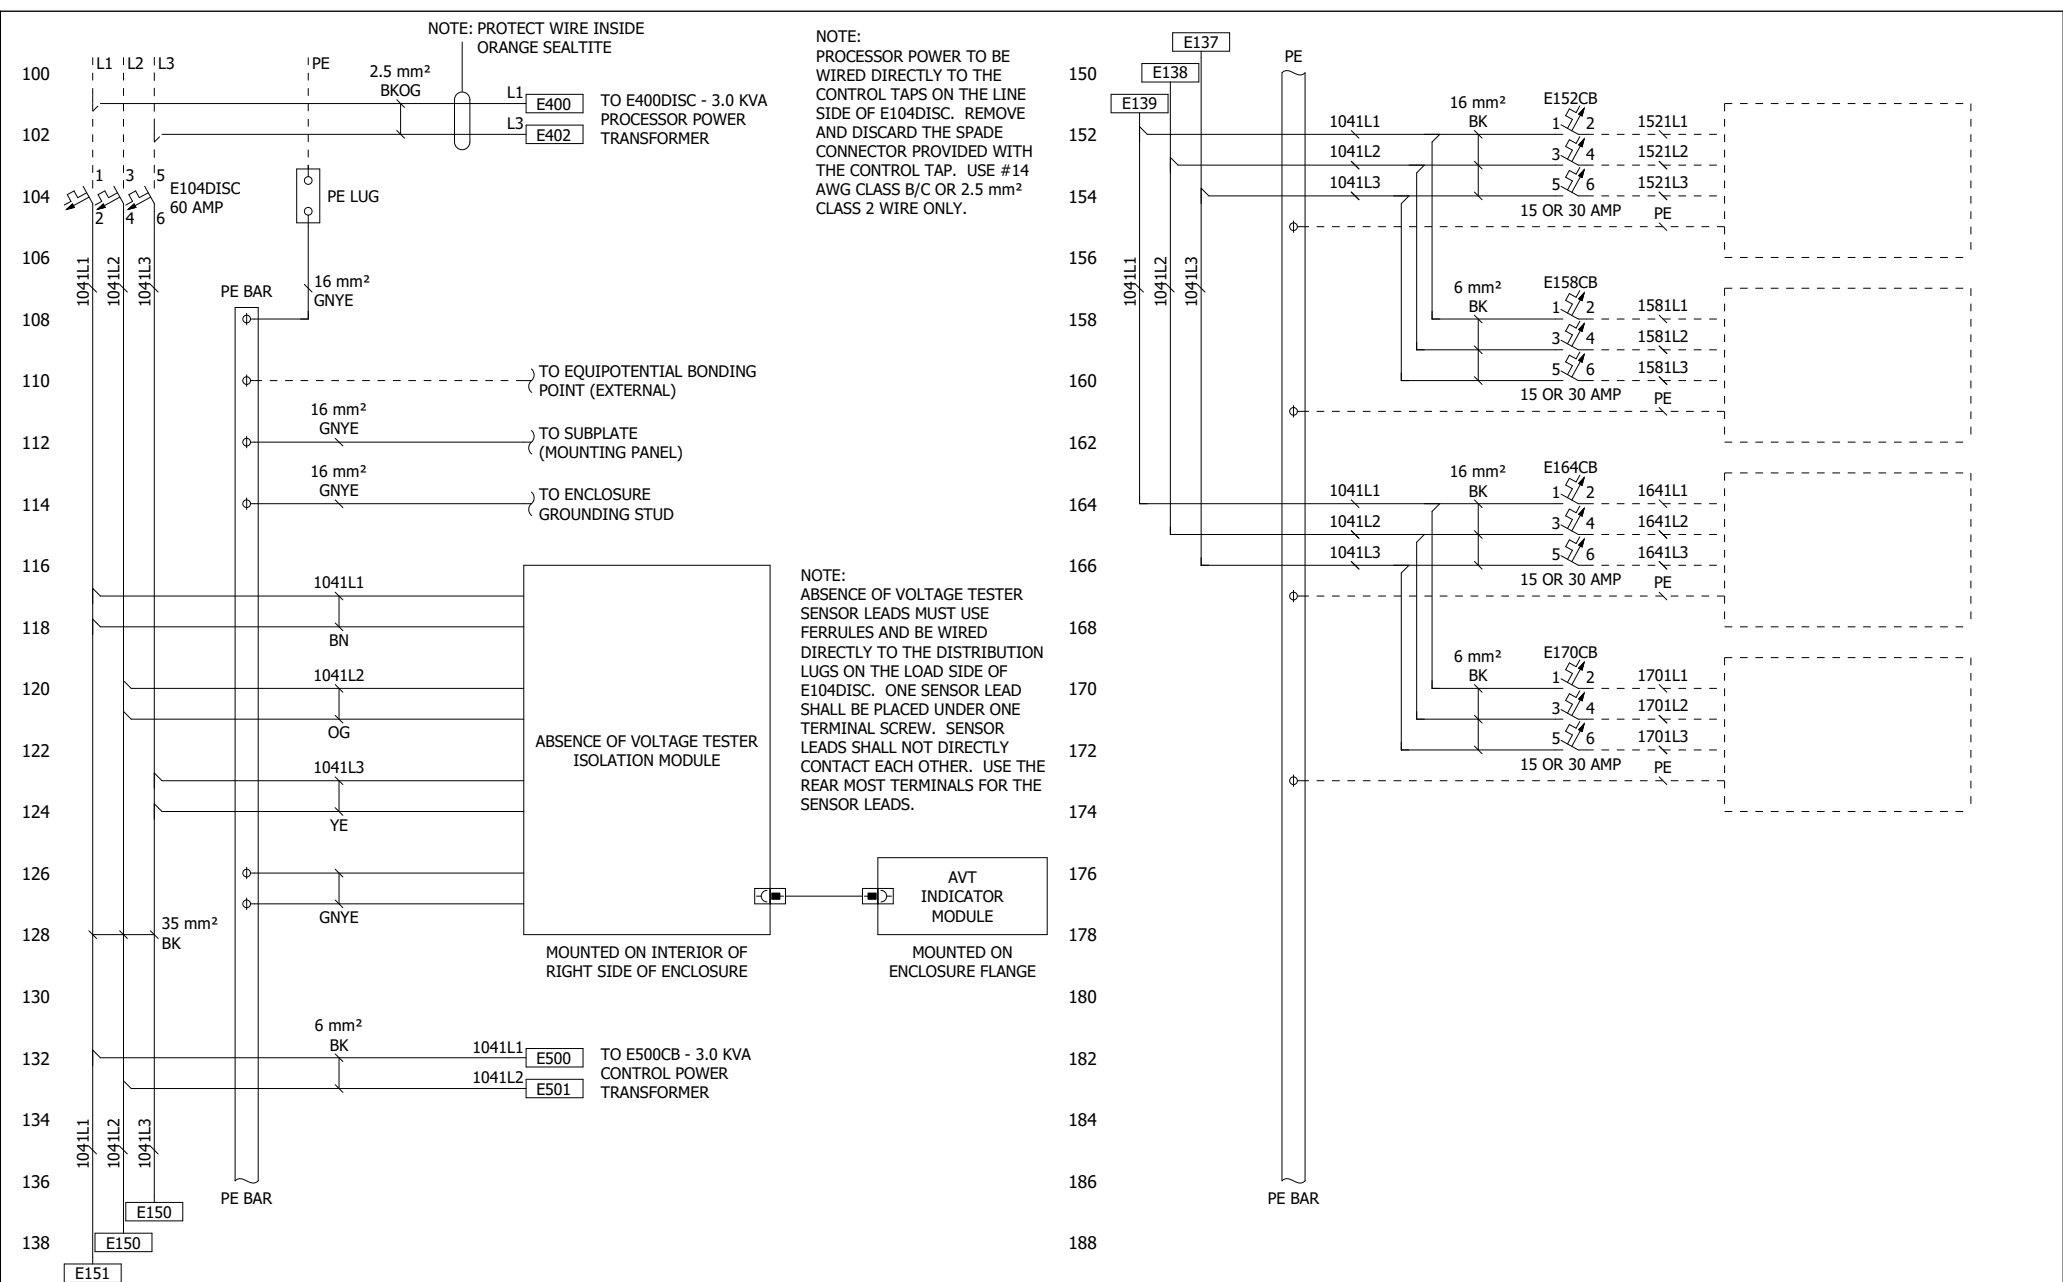 NOTE: PROTECT WIRE INSIDE
ORANGE SEALTITE
L1
L2
L3
PE
100
2.5 mm²
BKOG
L1
E400
L3
E402
TO E400DISC - 3.0 KVA
PROCESSOR POWER
TRANSFORMER
102
1
3
5
E104DISC
60 AMP
2
4
6
104
PE LUG
NOTE:
PROCESSOR POWER TO BE
WIRED DIRECTLY TO THE
CONTROL TAPS ON THE LINE
SIDE OF E104DISC. REMOVE
AND DISCARD THE SPADE
CONNECTOR PROVIDED WITH
THE CONTROL TAP. USE #14
AWG CLASS B/C OR 2.5 mm²
CLASS 2 WIRE ONLY.
106
1041L1
1041L2
1041L3
PE BAR
16 mm²
GNYE
108
110
TO EQUIPOTENTIAL BONDING
POINT (EXTERNAL)
16 mm²
GNYE
112
TO SUBPLATE
(MOUNTING PANEL)
16 mm²
GNYE
114
TO ENCLOSURE
GROUNDING STUD
116
1041L1
118
BN
1041L2
120
OG
122
1041L3
124
YE
ABSENCE OF VOLTAGE TESTER
ISOLATION MODULE
NOTE:
ABSENCE OF VOLTAGE TESTER
SENSOR LEADS MUST USE
FERRULES AND BE WIRED
DIRECTLY TO THE DISTRIBUTION
LUGS ON THE LOAD SIDE OF
E104DISC. ONE SENSOR LEAD
SHALL BE PLACED UNDER ONE
TERMINAL SCREW. SENSOR
LEADS SHALL NOT DIRECTLY
CONTACT EACH OTHER. USE THE
REAR MOST TERMINALS FOR THE
SENSOR LEADS.
126
GNYE
AVT
INDICATOR
MODULE
128
35 mm²
BK
MOUNTED ON INTERIOR OF
RIGHT SIDE OF ENCLOSURE
MOUNTED ON
ENCLOSURE FLANGE
130
6 mm²
BK
132
1041L1
E500
1041L2
E501
TO E500CB - 3.0 KVA
CONTROL POWER
TRANSFORMER
134
1041L1
1041L2
1041L3
136
PE BAR
E150
138
E150
E151
E137
E138
E139
PE
150
152
1041L1
16 mm²
BK
E152CB
1
2
1521L1
1041L2
3
4
1521L2
154
1041L3
5
6
1521L3
15 OR 30 AMP
PE
156
1041L1
1041L2
1041L3
6 mm²
BK
E158CB
158
1
2
1581L1
3
4
1581L2
160
5
6
1581L3
15 OR 30 AMP
PE
162
16 mm²
BK
E164CB
164
1041L1
1
2
1641L1
1041L2
3
4
1641L2
166
1041L3
5
6
1641L3
15 OR 30 AMP
PE
168
6 mm²
BK
E170CB
170
1
2
1701L1
3
4
1701L2
172
5
6
1701L3
15 OR 30 AMP
PE
174
176
178
180
182
184
186
PE BAR
188